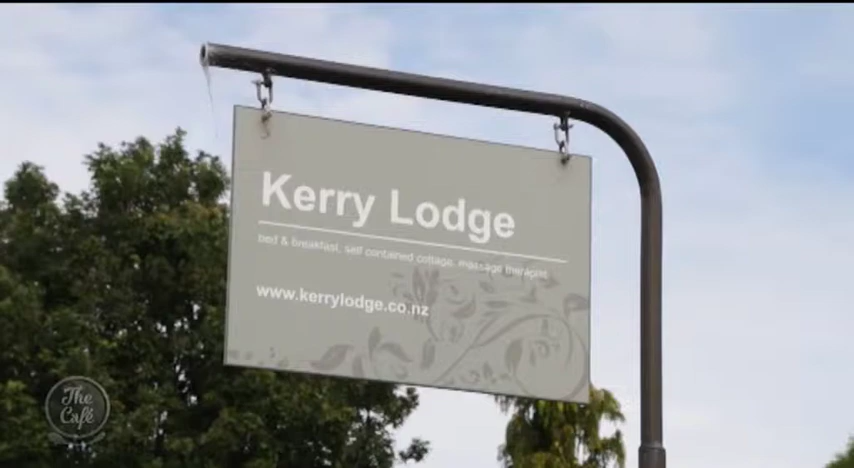 Kerry Lodge
bed & breakfast, self contained cottage, massage therapist
www.kerrylodge.co.nz
The
Café